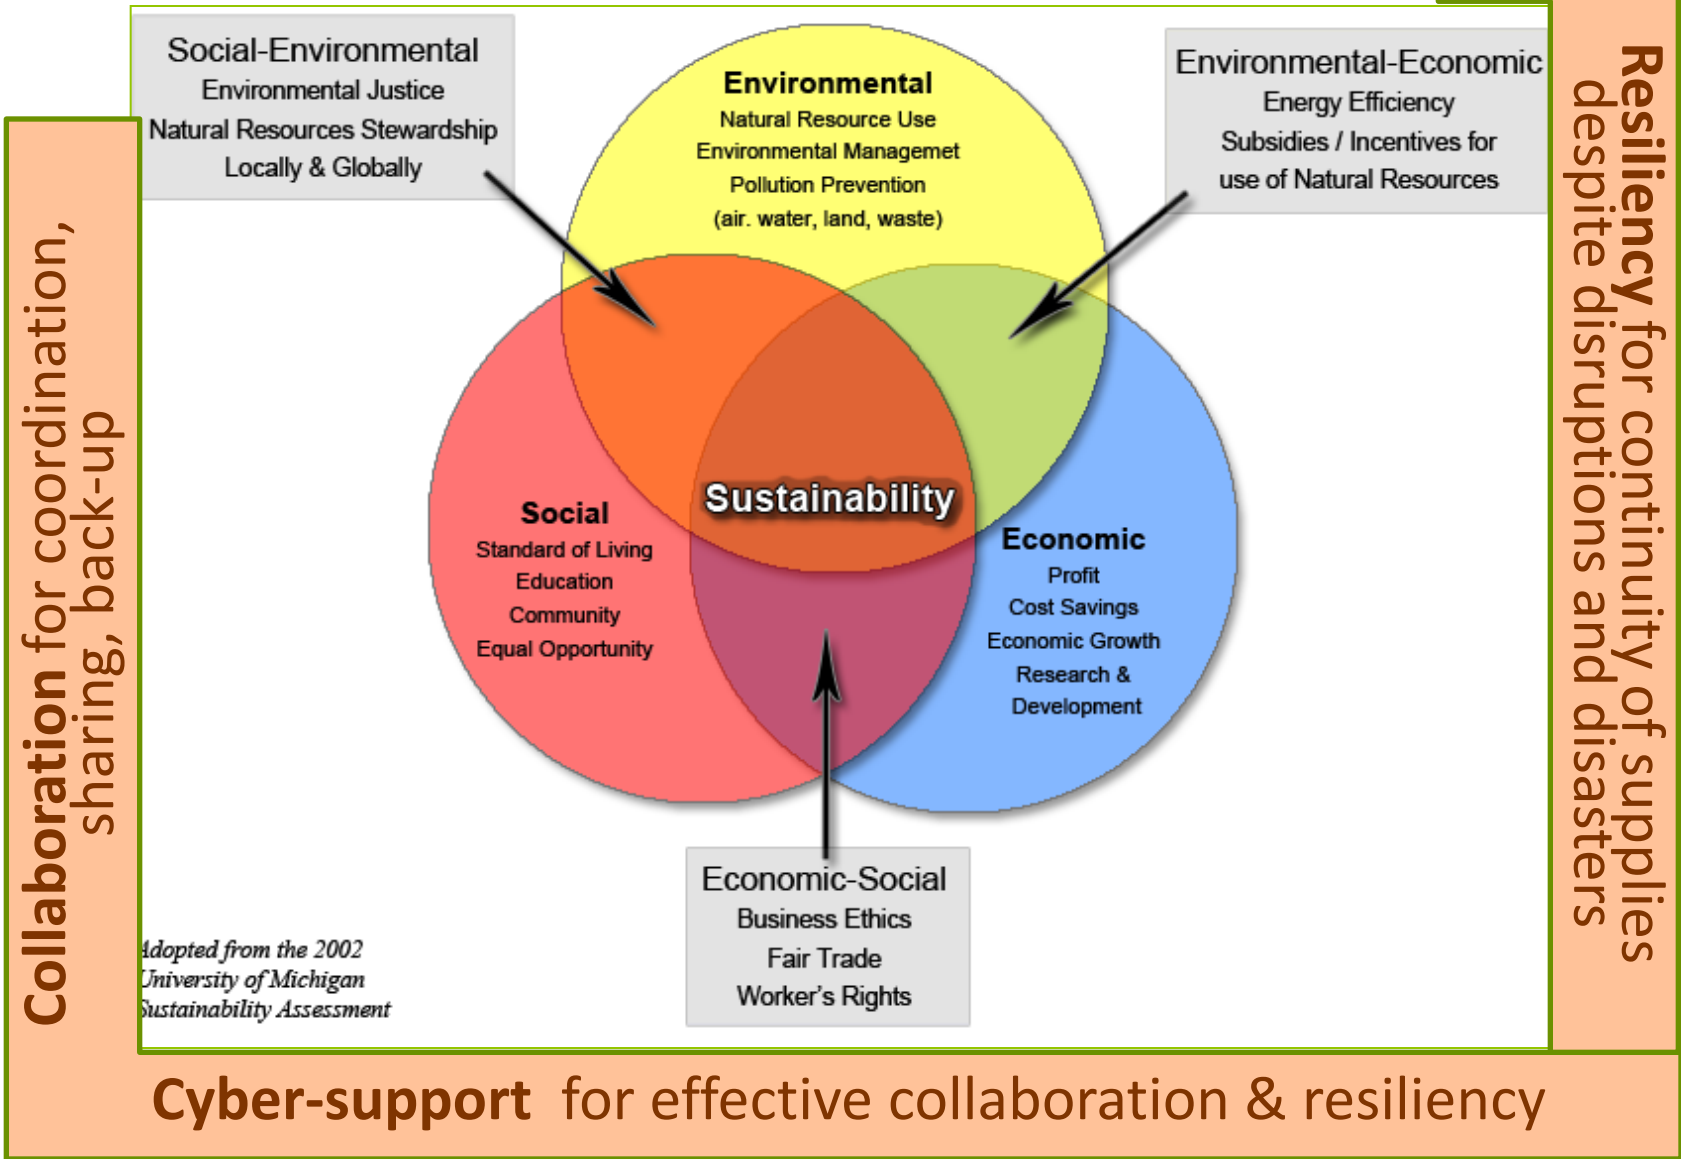 Social-Environmental
Environmental Justice
Natural Resources Stewardship
Locally & Globally
Environmental
Natural Resource Use
Environmental Managemet
Pollution Prevention
(air. water, land, waste)
Environmental-Economic
Energy Efficiency
Subsidies / Incentives for
use of Natural Resources
Sustainability
Social
Standard of Living
Education
Community
Equal Opportunity
Economic
Profit
Cost Savings
Economic Growth
Research &
Development
Economic-Social
Business Ethics
Fair Trade
Worker's Rights
Adopted from the 2002
University of Michigan
Sustainability Assessment
Collaboration for coordination,
sharing, back-up
Resiliency for continuity of supplies
despite disruptions and disasters
Cyber-support for effective collaboration & resiliency